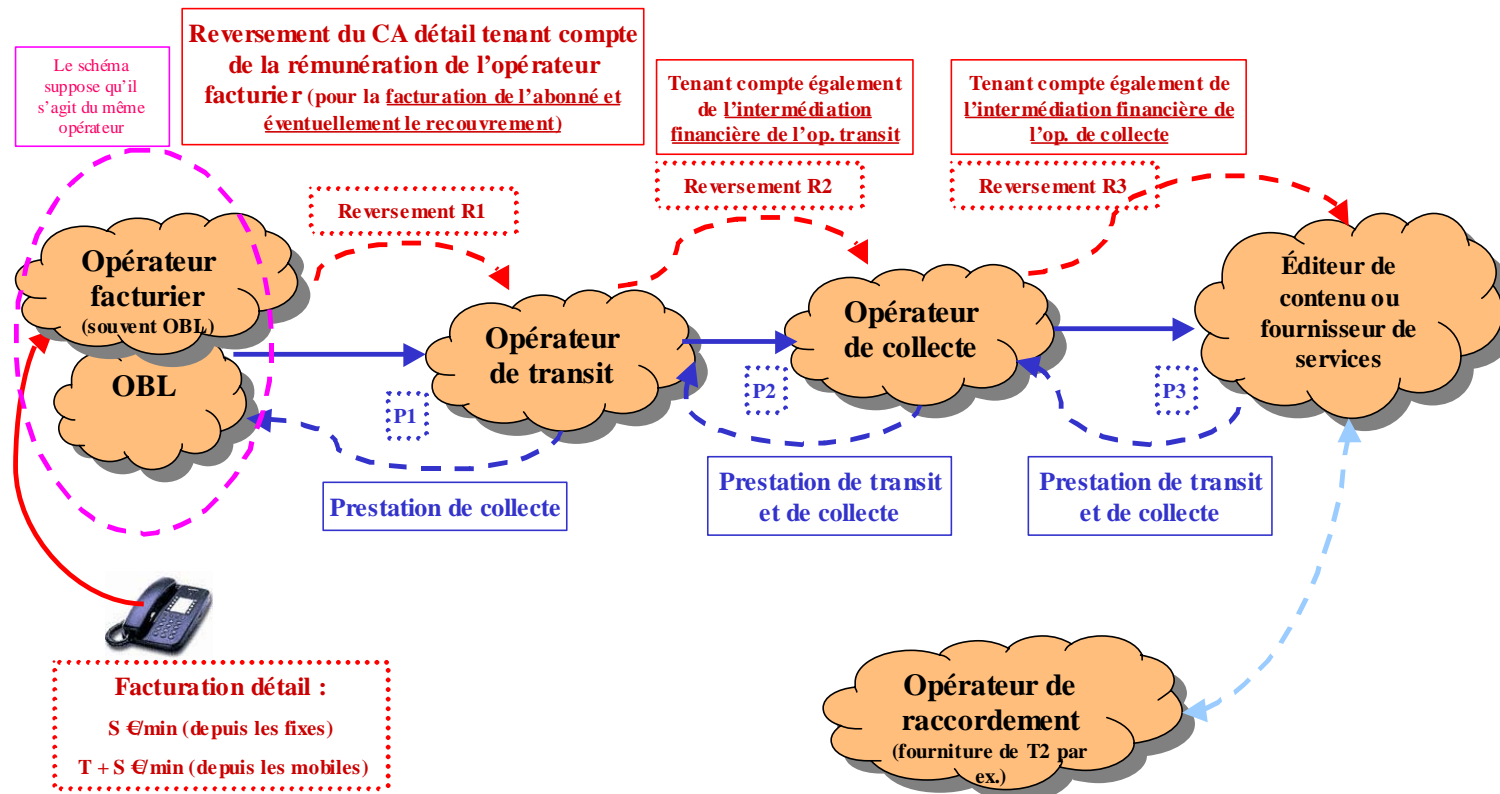 Le schéma
suppose qu'il
s'agit du même
opérateur
Reversement du CA détail tenant compte
de la rémunération de l'opérateur
facturier (pour la facturation de l'abonné et
éventuellement le recouvrement)
Tenant compte également
de l'intermédiation
financière de l'op. transit
Tenant compte également de
l'intermédiation financière de
l'op. de collecte
Reversement R1
Reversement R2
Reversement R3
Opérateur
facturier
(souvent OBL)
OBL
Opérateur
de transit
Opérateur
de collecte
Éditeur de
contenu ou
fournisseur de
services
P1
P2
P3
Prestation de collecte
Prestation de transit
et de collecte
Prestation de transit
et de collecte
Facturation détail :
S €/min (depuis les fixes)
T + S €/min (depuis les mobiles)
Opérateur de
raccordement
(fourniture de T2 par
ex.)